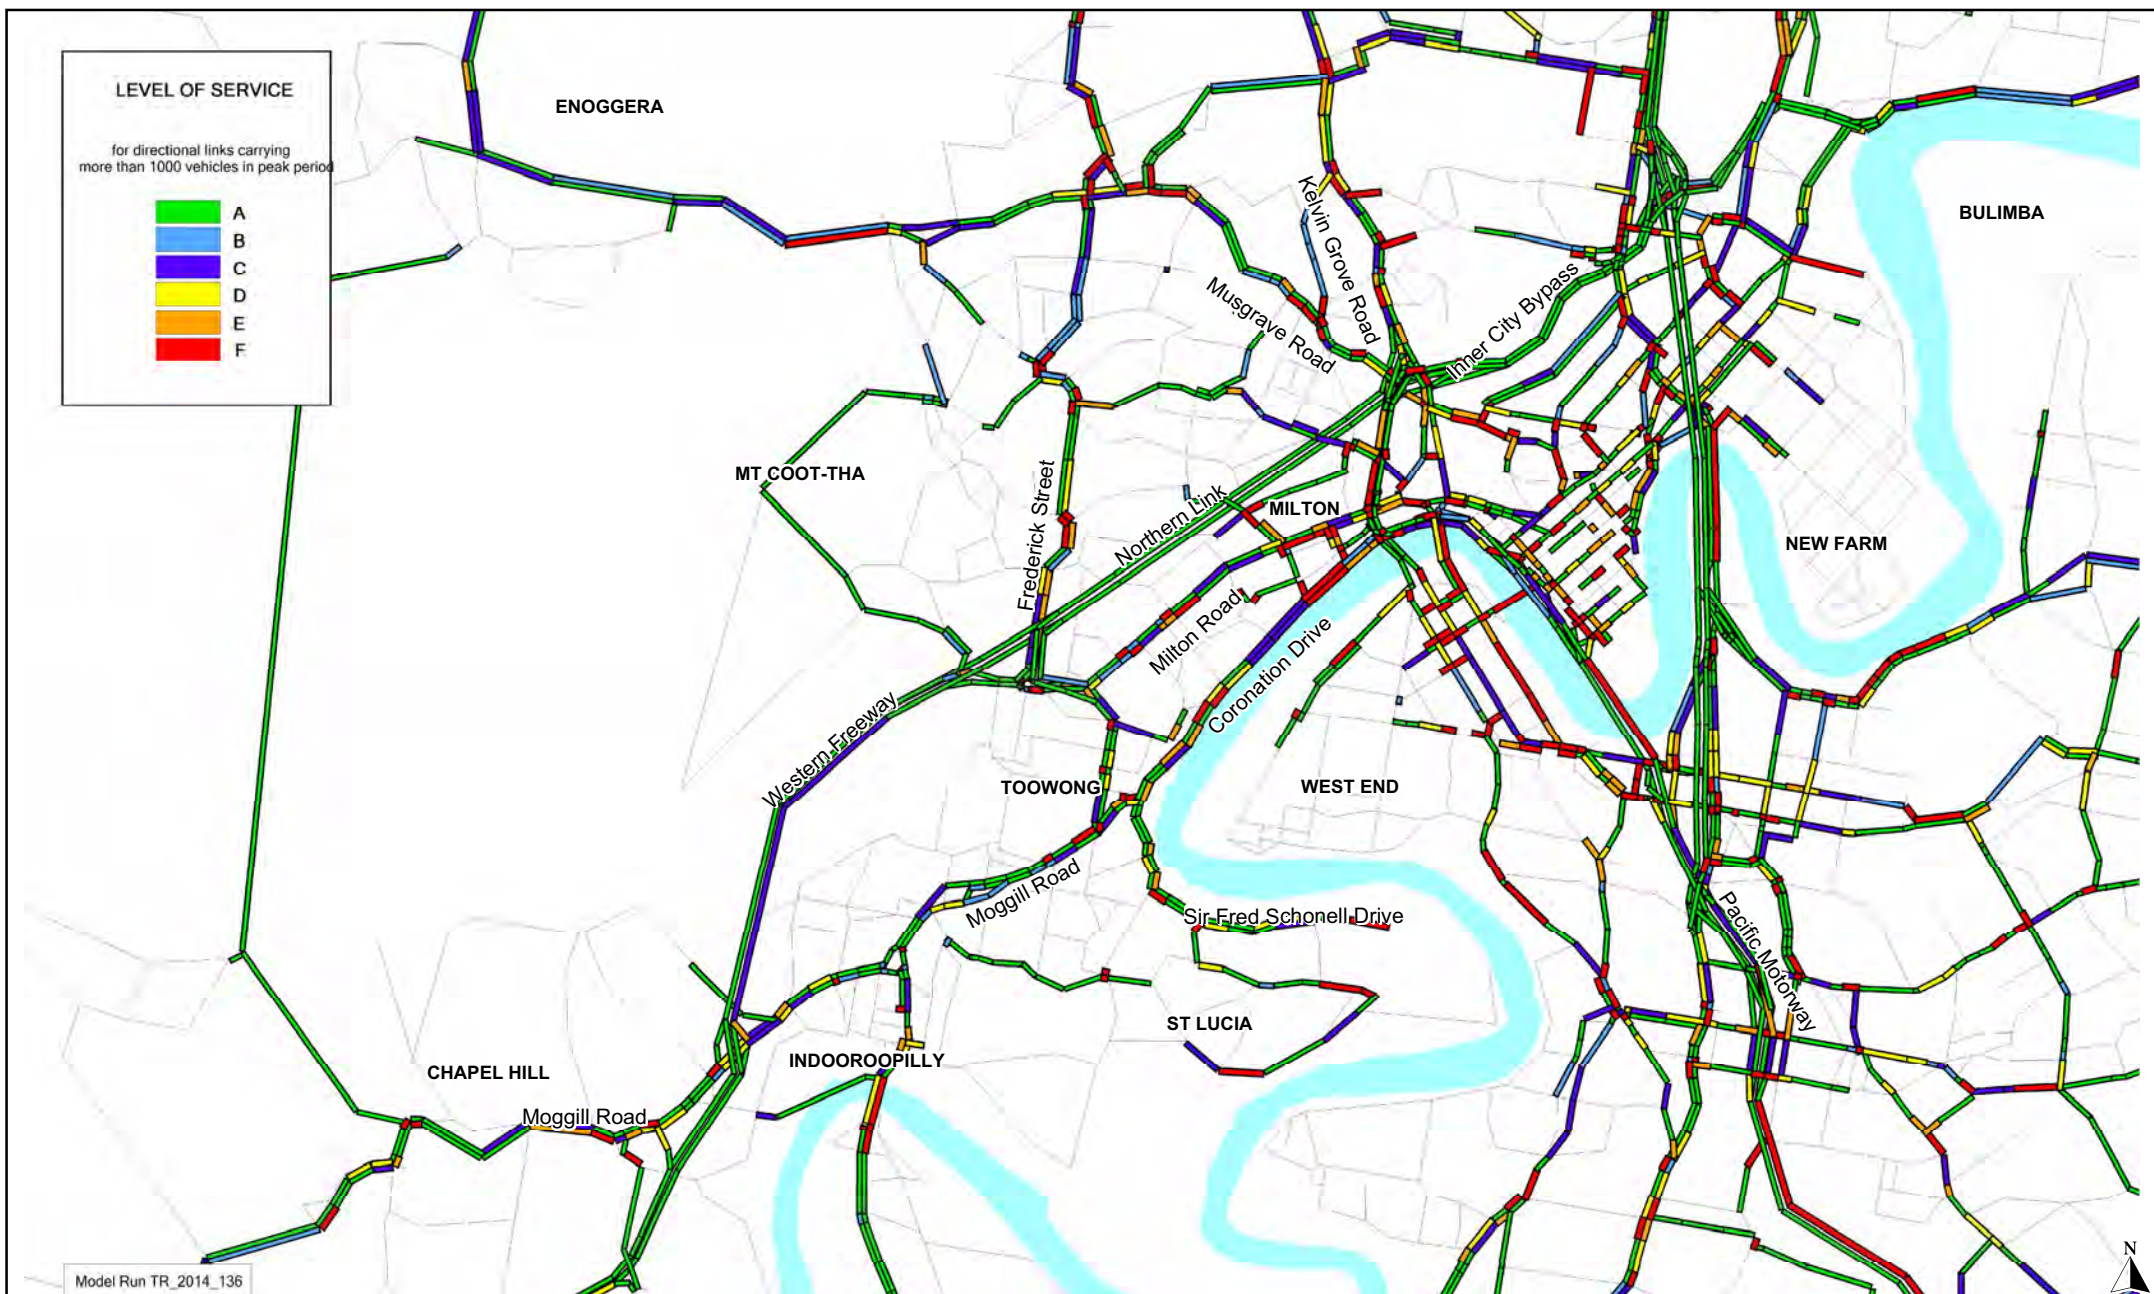 LEVEL OF SERVICE
for directional links carrying
more than 1000 vehicles in peak period
A
B
C
D
E
F
ENOGGERA
BULIMBA
Kelvin Grove Road
Musgrave Road
Inner City Bypass
MT COOT-THA
Frederick Street
Northern Link
MILTON
NEW FARM
Milton Road
Coronation Drive
Western Freeway
TOOWONG
WEST END
Moggill Road
Sir Fred Schonell Drive
Pacific Motorway
ST LUCIA
INDOOROOPILLY
CHAPEL HILL
Moggill Road
Model Run TR_2014_136
N